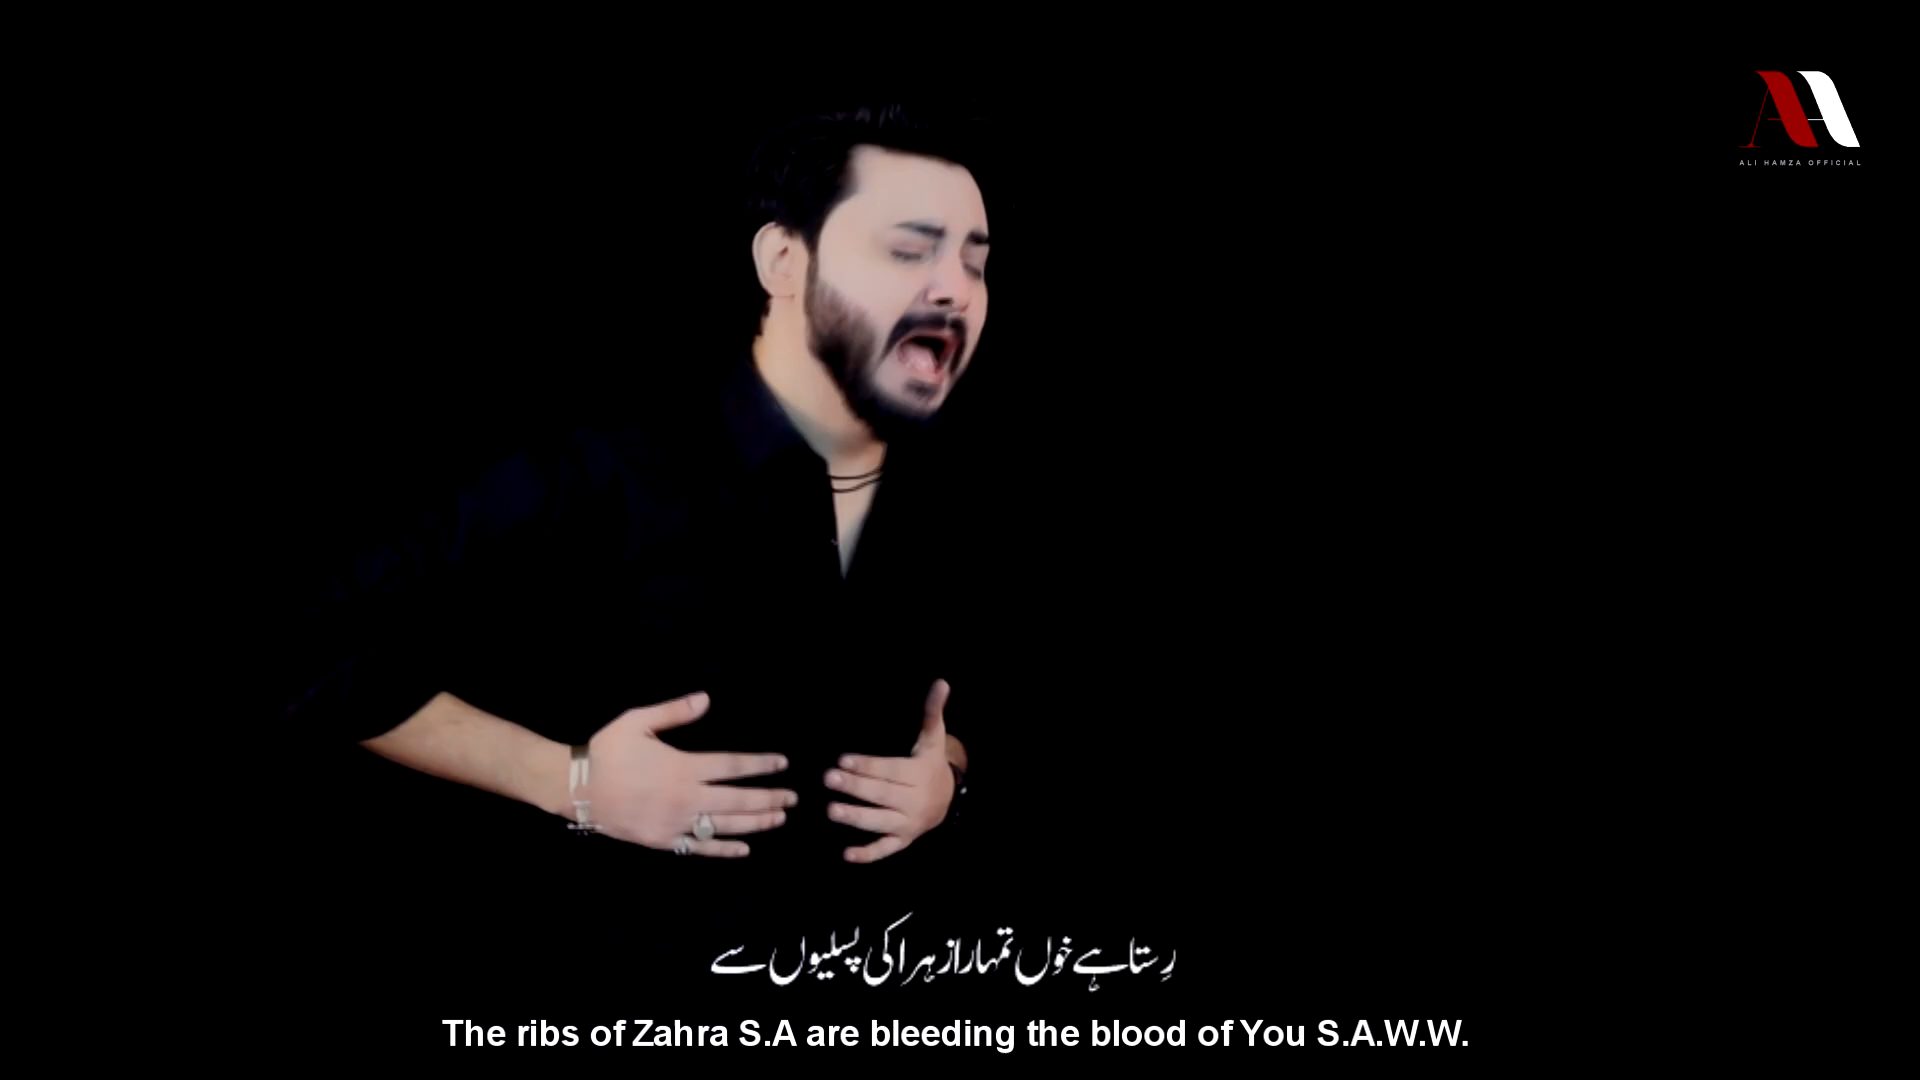 ALI HAMZA OFFICIAL
رِستا ہے خوں تمہارا زہرا کی پسلیوں سے
The ribs of Zahra S.A are bleeding the blood of You S.A.W.W.